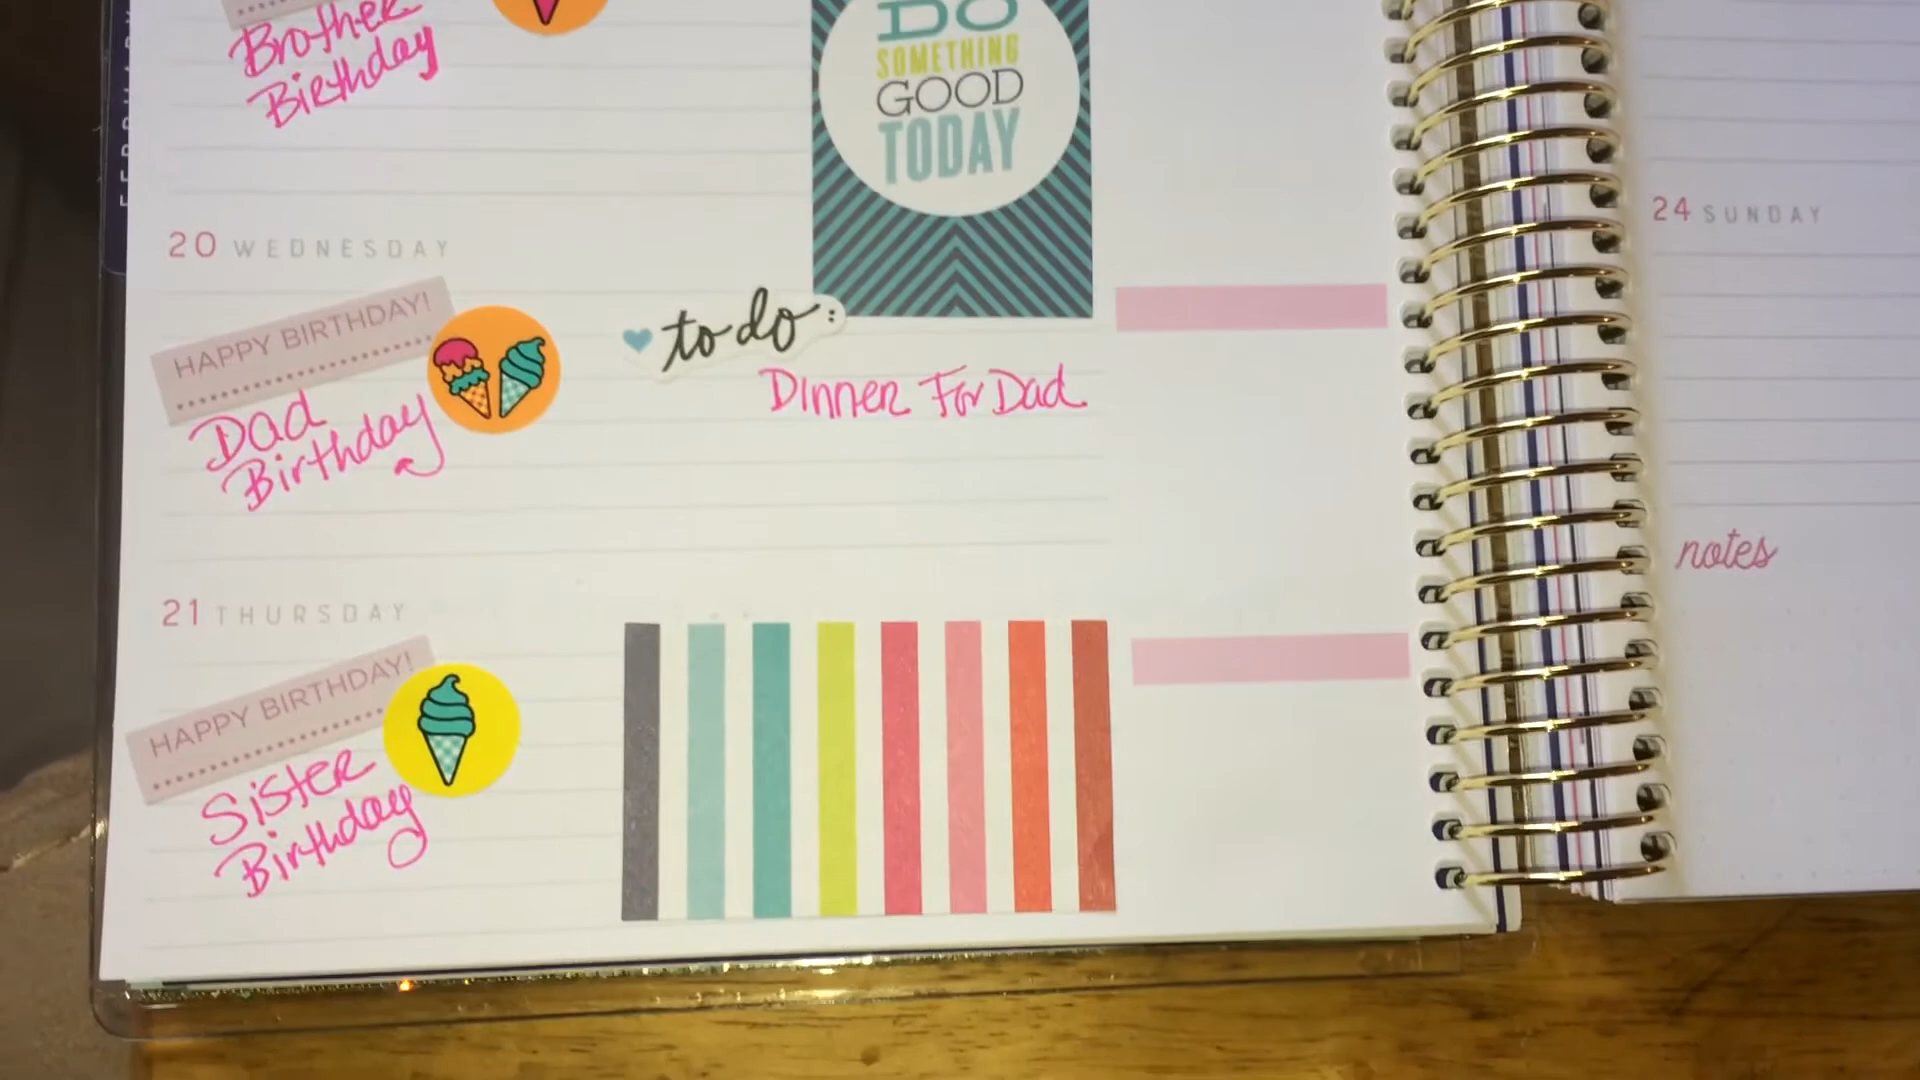 Brother
Birthday
DO
SOMETHING
GOOD
TODAY
FEBRUARY
20 WEDNESDAY
HAPPY BIRTHDAY!
Dad
Birthday
to do:
Dinner For Dad
21 THURSDAY
HAPPY BIRTHDAY!
Sister
Birthday
24 SUNDAY
notes